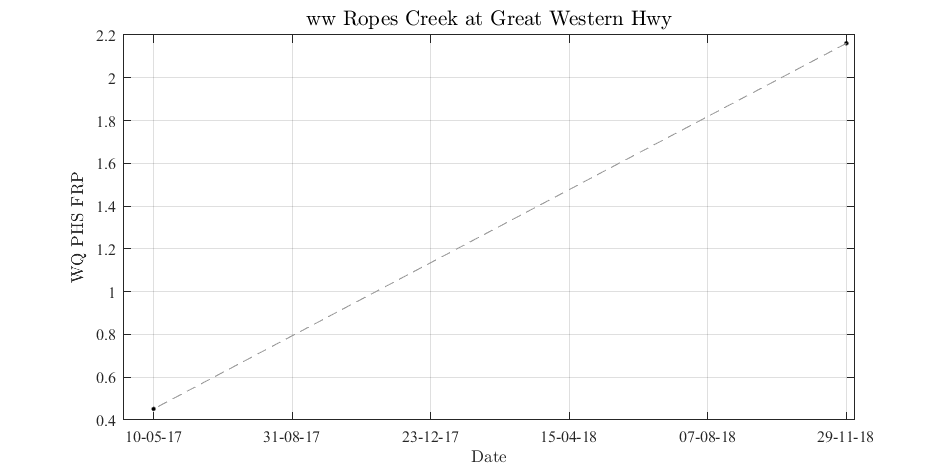 ww Ropes Creek at Great Western Hwy
2.2
2
1.8
1.6
1.4
1.2
1
0.8
0.6
0.4
WQ PHS FRP
10-05-17 31-08-17 23-12-17 15-04-18 07-08-18 29-11-18
Date